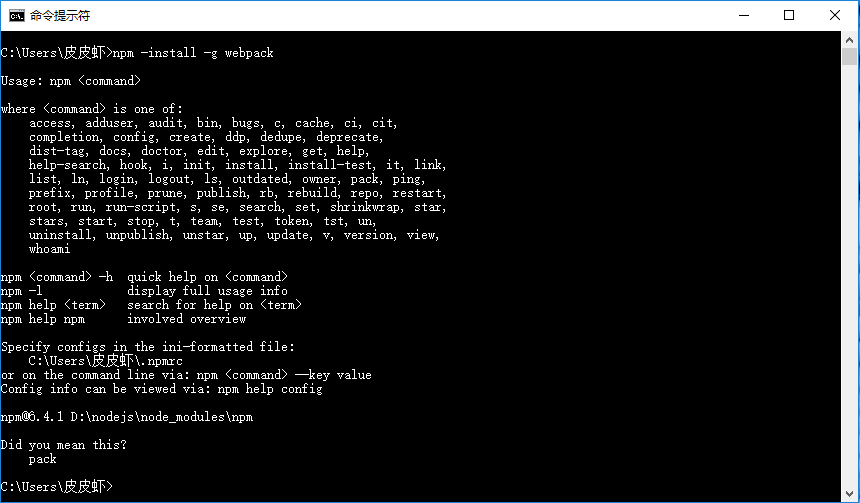 命令提示符
C:\Users\皮皮虾>npm -install -g webpack
Usage: npm <command>
where <command> is one of:
access, adduser, audit, bin, bugs, c, cache, ci, cit,
completion, config, create, ddp, dedupe, deprecate,
dist-tag, docs, doctor, edit, explore, get, help,
help-search, hook, i, init, install, install-test, it, link,
list, ln, login, logout, ls, outdated, owner, pack, ping,
prefix, profile, prune, publish, rb, rebuild, repo, restart,
root, run, run-script, s, se, search, set, shrinkwrap, star,
stars, start, stop, t, team, test, token, tst, un,
uninstall, unpublish, unstar, up, update, v, version, view,
whoami
npm <command> -h  quick help on <command>
npm -l            display full usage info
npm help <term>   search for help on <term>
npm help npm      involved overview
Specify configs in the ini-formatted file:
C:\Users\皮皮虾\.npmrc
or on the command line via: npm <command> --key value
Config info can be viewed via: npm help config
npm@6.4.1 D:\nodejs\node_modules\npm
Did you mean this?
pack
C:\Users\皮皮虾>